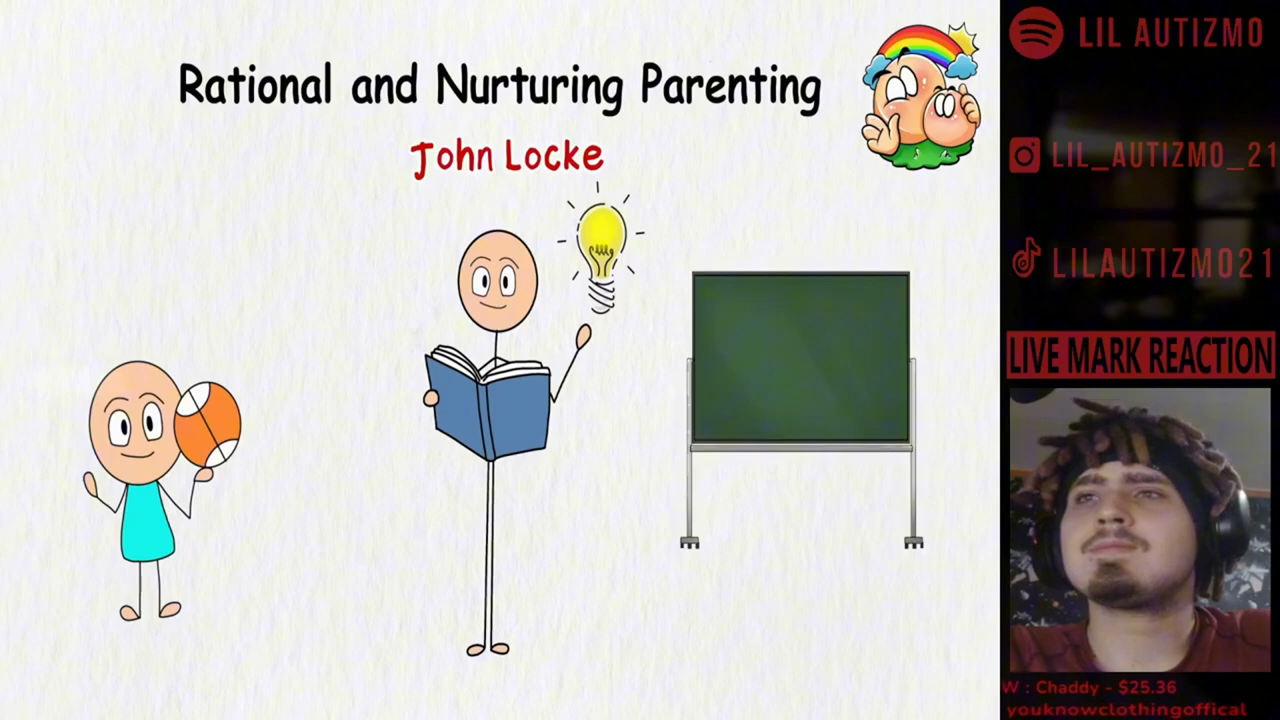 Rational and Nurturing Parenting
John Locke
LIL AUTIZMO
LIL_AUTIZMO_21
LILAUTIZMO21
LIVE MARK REACTION
W : Chaddy - $25.36
youknowclothingoffical